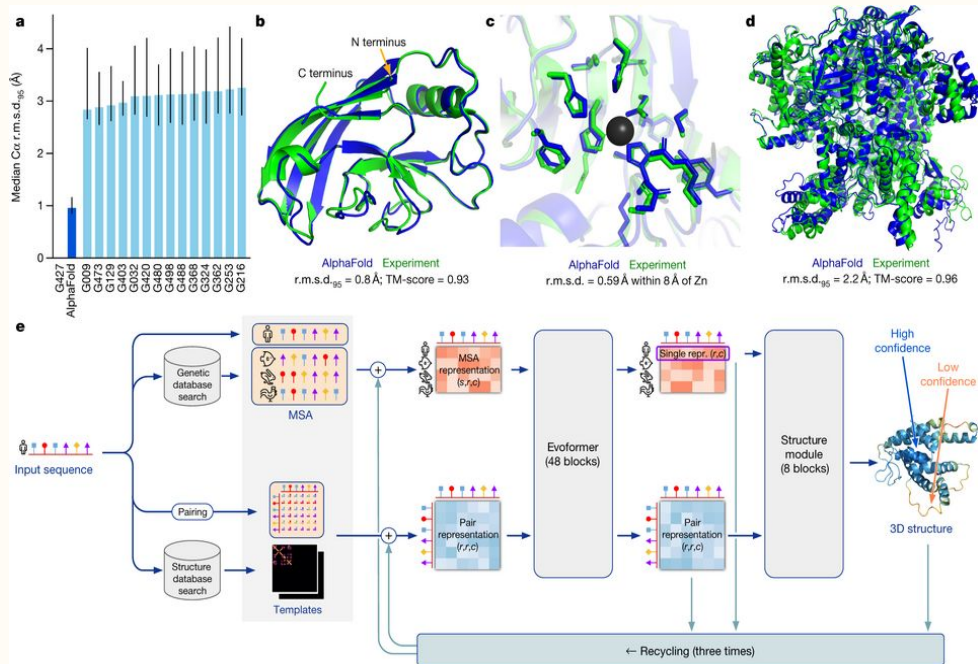 a
Median Cα r.m.s.d.95 (Å)
4
3
2
1
0
G427
AlphaFold
G009
G473
G129
G403
G032
G420
G480
G498
G488
G368
G324
G362
G253
G216
b
N terminus
C terminus
AlphaFold Experiment
r.m.s.d.95 = 0.8 Å; TM-score = 0.93
c
AlphaFold Experiment
r.m.s.d. = 0.59 Å within 8 Å of Zn
d
AlphaFold Experiment
r.m.s.d.95 = 2.2 Å; TM-score = 0.96
e
Input sequence
Genetic
database
search
MSA
Pairing
Structure
database
search
Templates
+
+
MSA
representation
(s,r,c)
Pair
representation
(r,r,c)
Evoformer
(48 blocks)
Single repr. (r,c)
Pair
representation
(r,r,c)
Structure
module
(8 blocks)
High
confidence
Low
confidence
3D structure
← Recycling (three times)